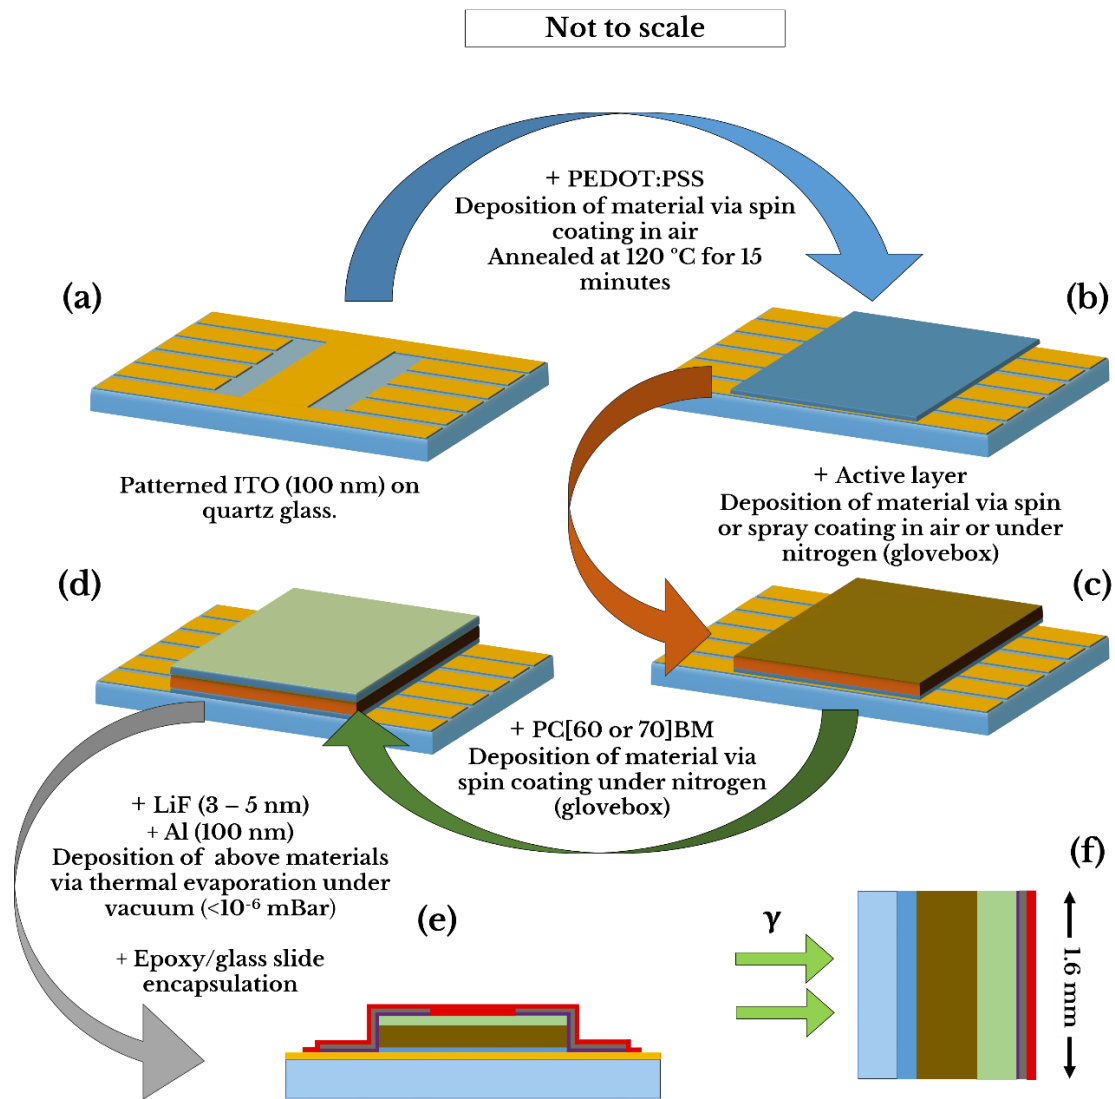 Not to scale
+ PEDOT:PSS
Deposition of material via spin
coating in air
Annealed at 120 °C for 15
minutes
(a)
(b)
Patterned ITO (100 nm) on
quartz glass.
+ Active layer
Deposition of material via spin
or spray coating in air or under
nitrogen (glovebox)
(d)
(c)
+ PC[60 or 70]BM
Deposition of material via
spin coating under nitrogen
(glovebox)
+ LiF (3 – 5 nm)
+ Al (100 nm)
Deposition of above materials
via thermal evaporation under
vacuum (<10⁻⁶ mBar)
+ Epoxy/glass slide
encapsulation
(e)
(f)
γ
1.6 mm